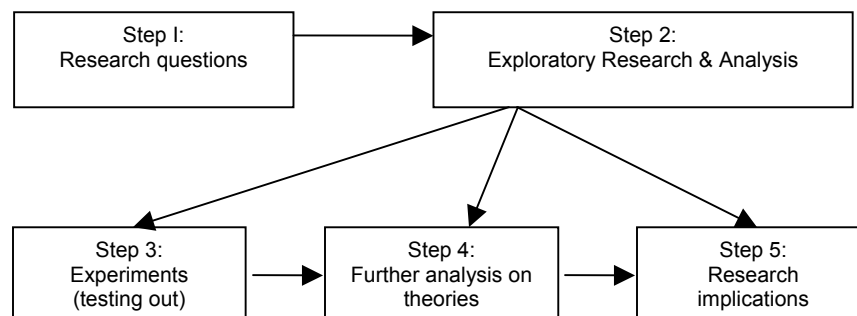 Step I:
Research questions
Step 2:
Exploratory Research & Analysis
Step 3:
Experiments
(testing out)
Step 4:
Further analysis on
theories
Step 5:
Research
implications